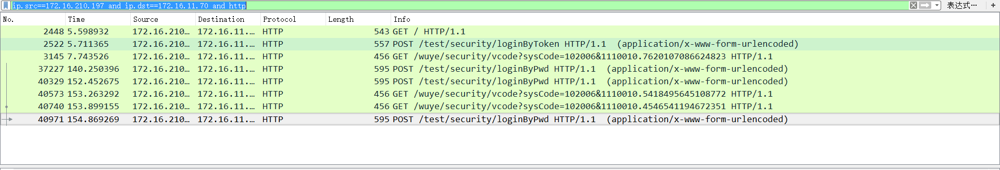 ip.src==172.16.210.197 and ip.dst==172.16.11.70 and http 表达式… +
No. Time Source Destination Protocol Length Info
2448 5.598932 172.16.210… 172.16.11.… HTTP 543 GET / HTTP/1.1
2522 5.711365 172.16.210… 172.16.11.… HTTP 557 POST /test/security/loginByToken HTTP/1.1 (application/x-www-form-urlencoded)
3145 7.743526 172.16.210… 172.16.11.… HTTP 456 GET /wuye/security/vcode?sysCode=102006&1110010.7620107086624823 HTTP/1.1
37227 140.250396 172.16.210… 172.16.11.… HTTP 595 POST /test/security/loginByPwd HTTP/1.1 (application/x-www-form-urlencoded)
40329 152.452675 172.16.210… 172.16.11.… HTTP 595 POST /test/security/loginByPwd HTTP/1.1 (application/x-www-form-urlencoded)
40573 153.263292 172.16.210… 172.16.11.… HTTP 456 GET /wuye/security/vcode?sysCode=102006&1110010.5418495645108772 HTTP/1.1
40740 153.899155 172.16.210… 172.16.11.… HTTP 456 GET /wuye/security/vcode?sysCode=102006&1110010.4546541194672351 HTTP/1.1
40971 154.869269 172.16.210… 172.16.11.… HTTP 595 POST /test/security/loginByPwd HTTP/1.1 (application/x-www-form-urlencoded)